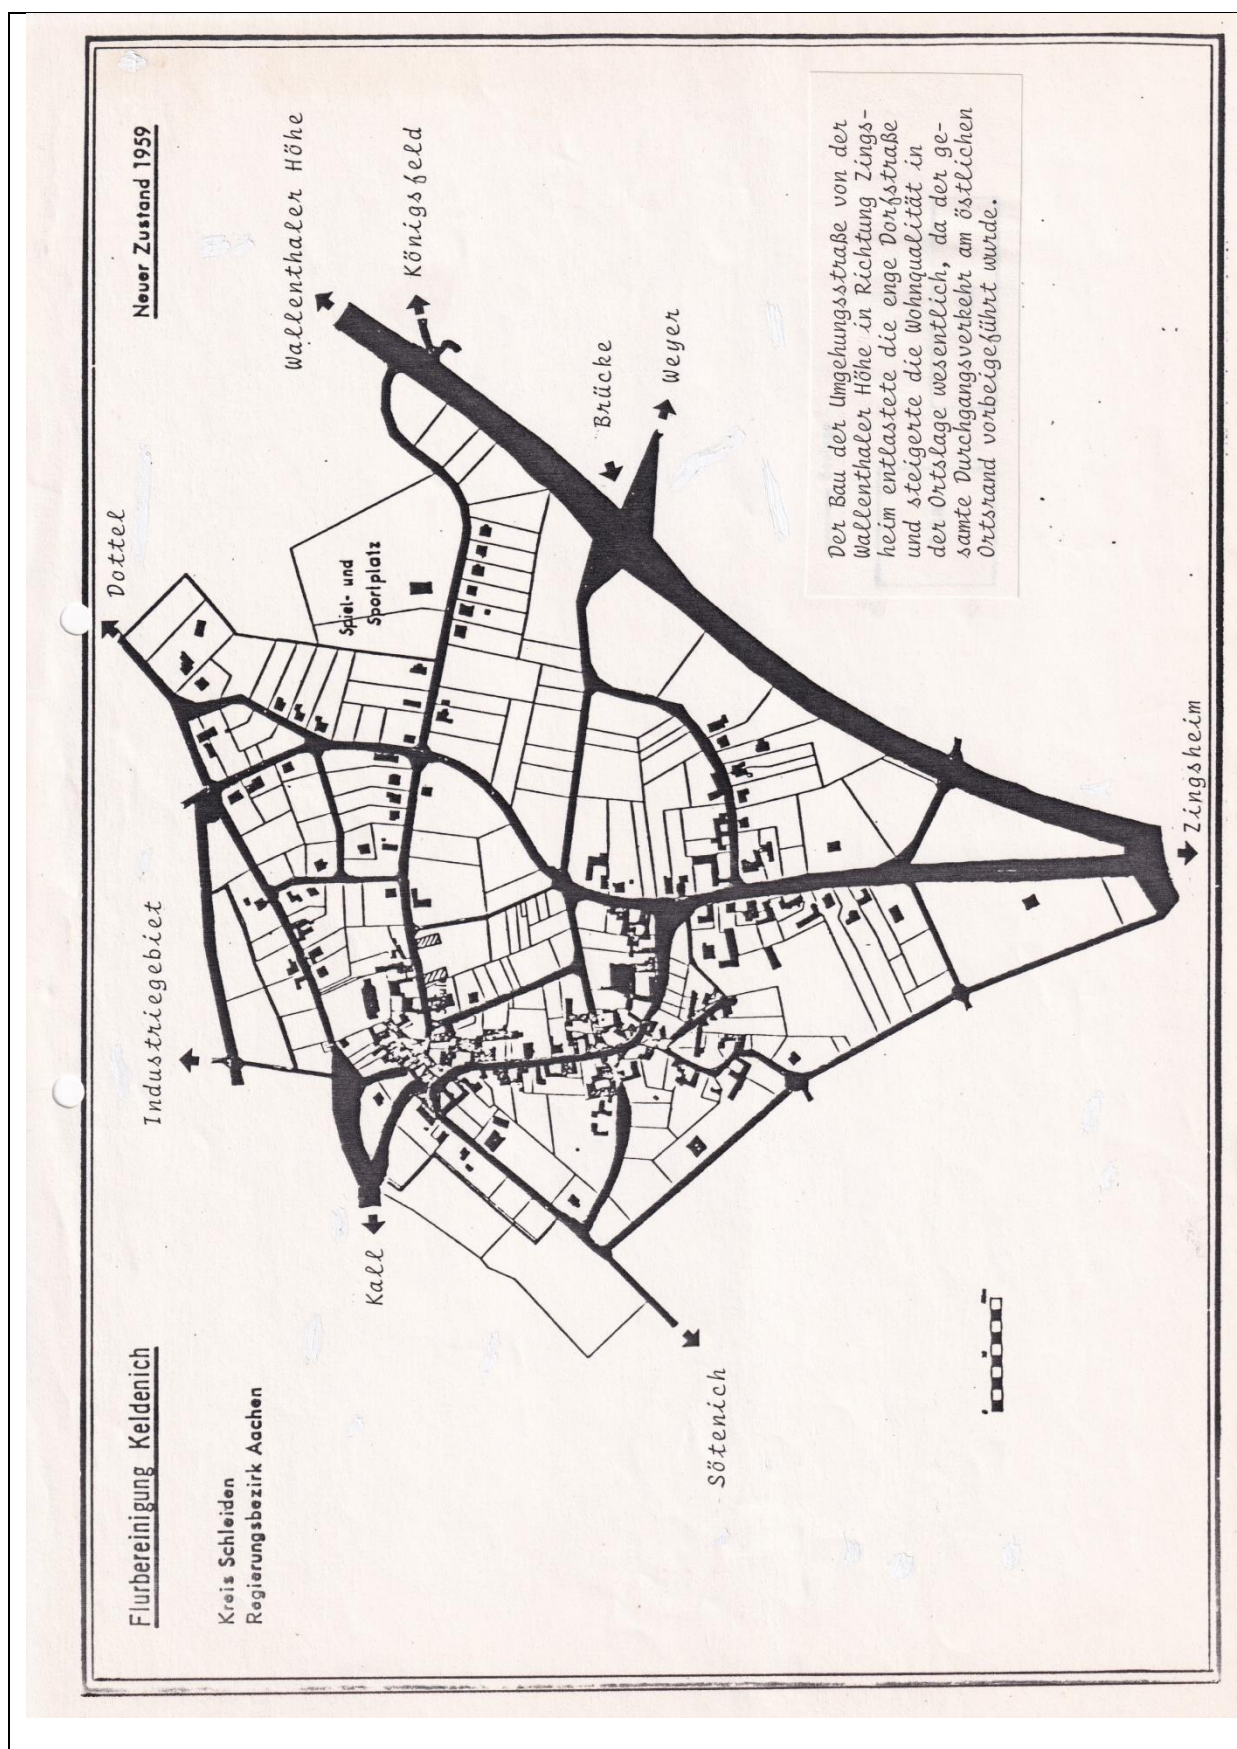 Flurbereinigung Keldenich
Neuer Zustand 1959
Kreis Schleiden
Regierungsbezirk Aachen
Industriegebiet
Dottel
Wallenthaler Höhe
Königsfeld
Spiel- und
Sportplatz
Kall
Brücke
Weyer
Sötenich
Zingsheim
Der Bau der Umgehungsstraße von der
Wallenthaler Höhe in Richtung Zings-
heim entlastete die enge Dorfstraße
und steigerte die Wohnqualität in
der Ortslage wesentlich, da der ge-
samte Durchgangsverkehr am östlichen
Ortsrand vorbeigeführt wurde.